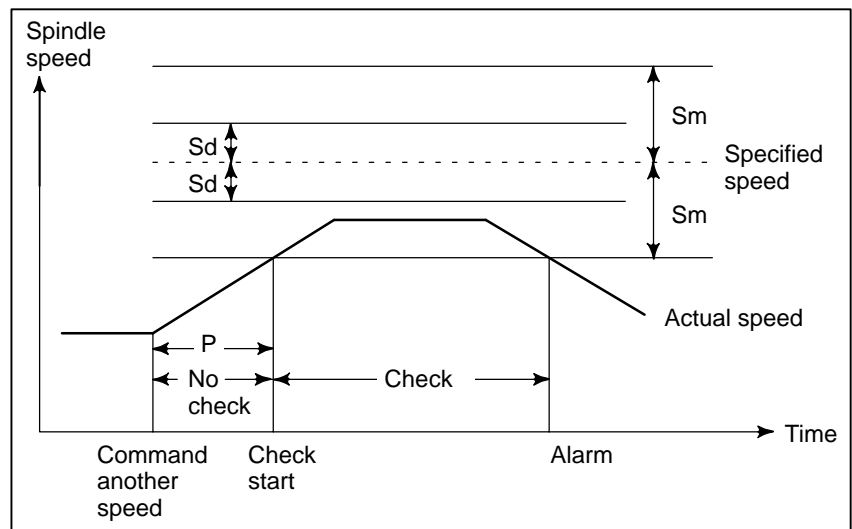 Spindle
speed
Sm
Sd
Specified
speed
Sd
Sm
Actual speed
P
No
check
Check
Time
Command
another
speed
Check
start
Alarm